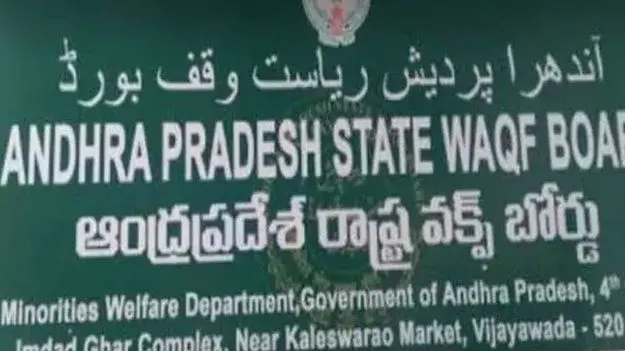 آندھرا پردیش ریاست وقف بورڈ
ANDHRA PRADESH STATE WAQF BOA
ఆంధ్రప్రదేశ్ రాష్ట్ర వక్ఫ్ బోర్డు
Minorities Welfare Department,Government of Andhra Pradesh, 4th
Imdad Ghar Complex, Near Kaleswarao Market, Vijayawada - 520